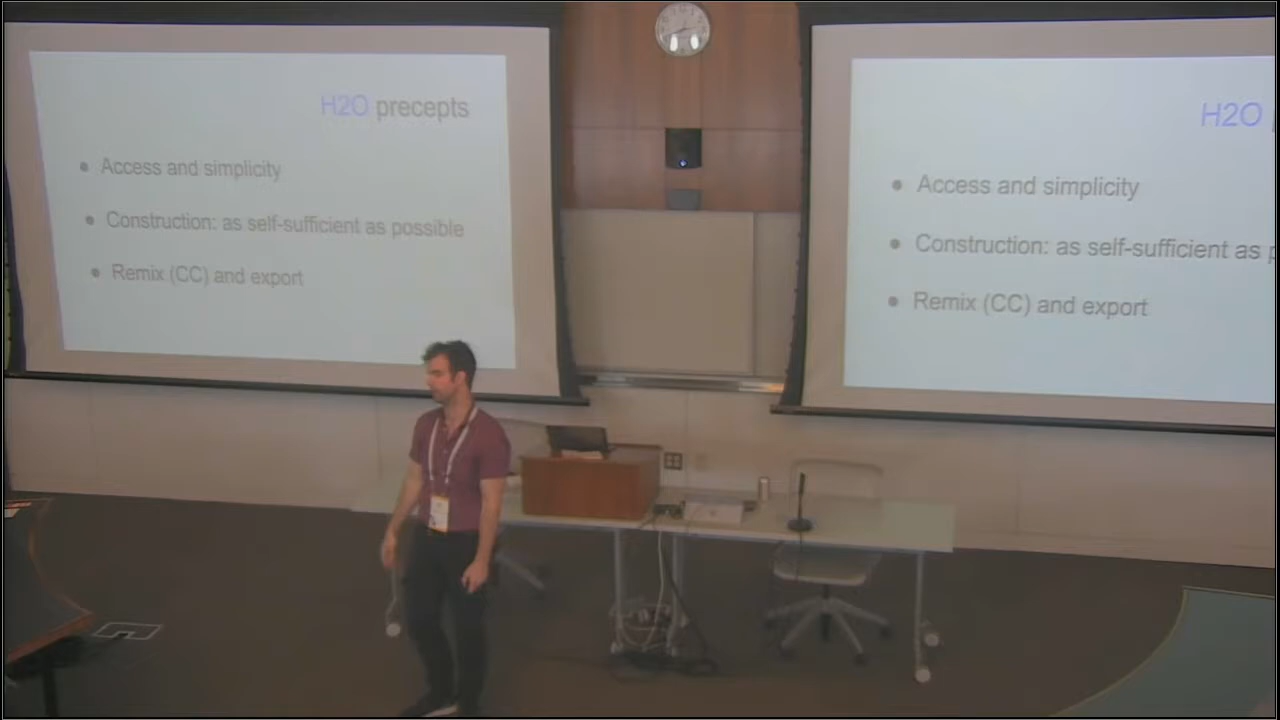 H2O precepts
Access and simplicity
Construction: as self-sufficient as possible
Remix (CC) and export
H2O
Access and simplicity
Construction: as self-sufficient as
Remix (CC) and export